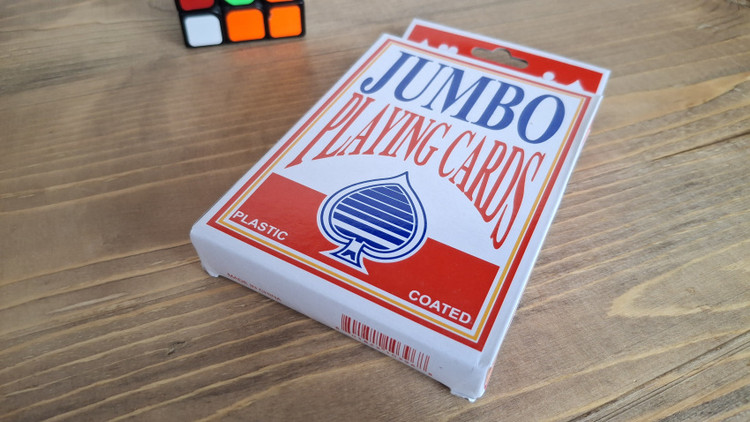 JUMBO
PLAYING CARDS
PLASTIC
COATED